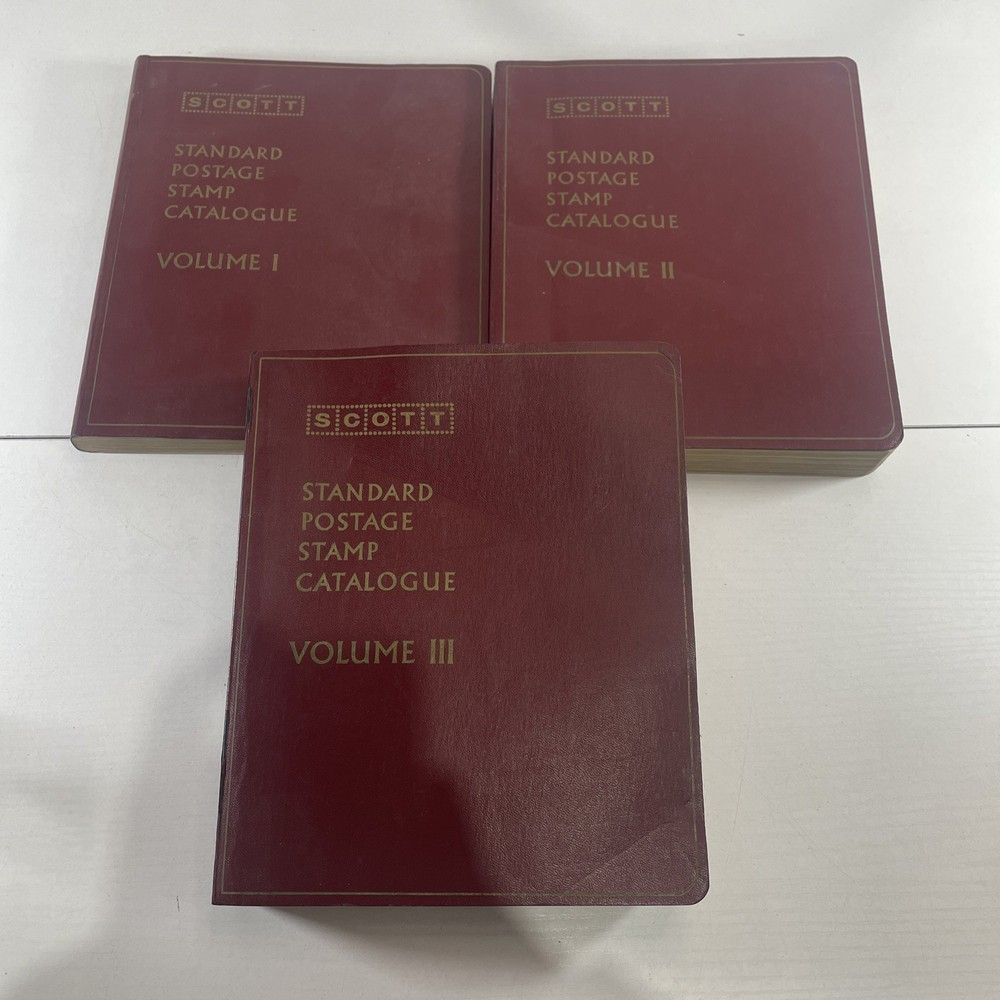 SCOTT
STANDARD
POSTAGE
STAMP
CATALOGUE
VOLUME I
SCOTT
STANDARD
POSTAGE
STAMP
CATALOGUE
VOLUME II
SCOTT
STANDARD
POSTAGE
STAMP
CATALOGUE
VOLUME III